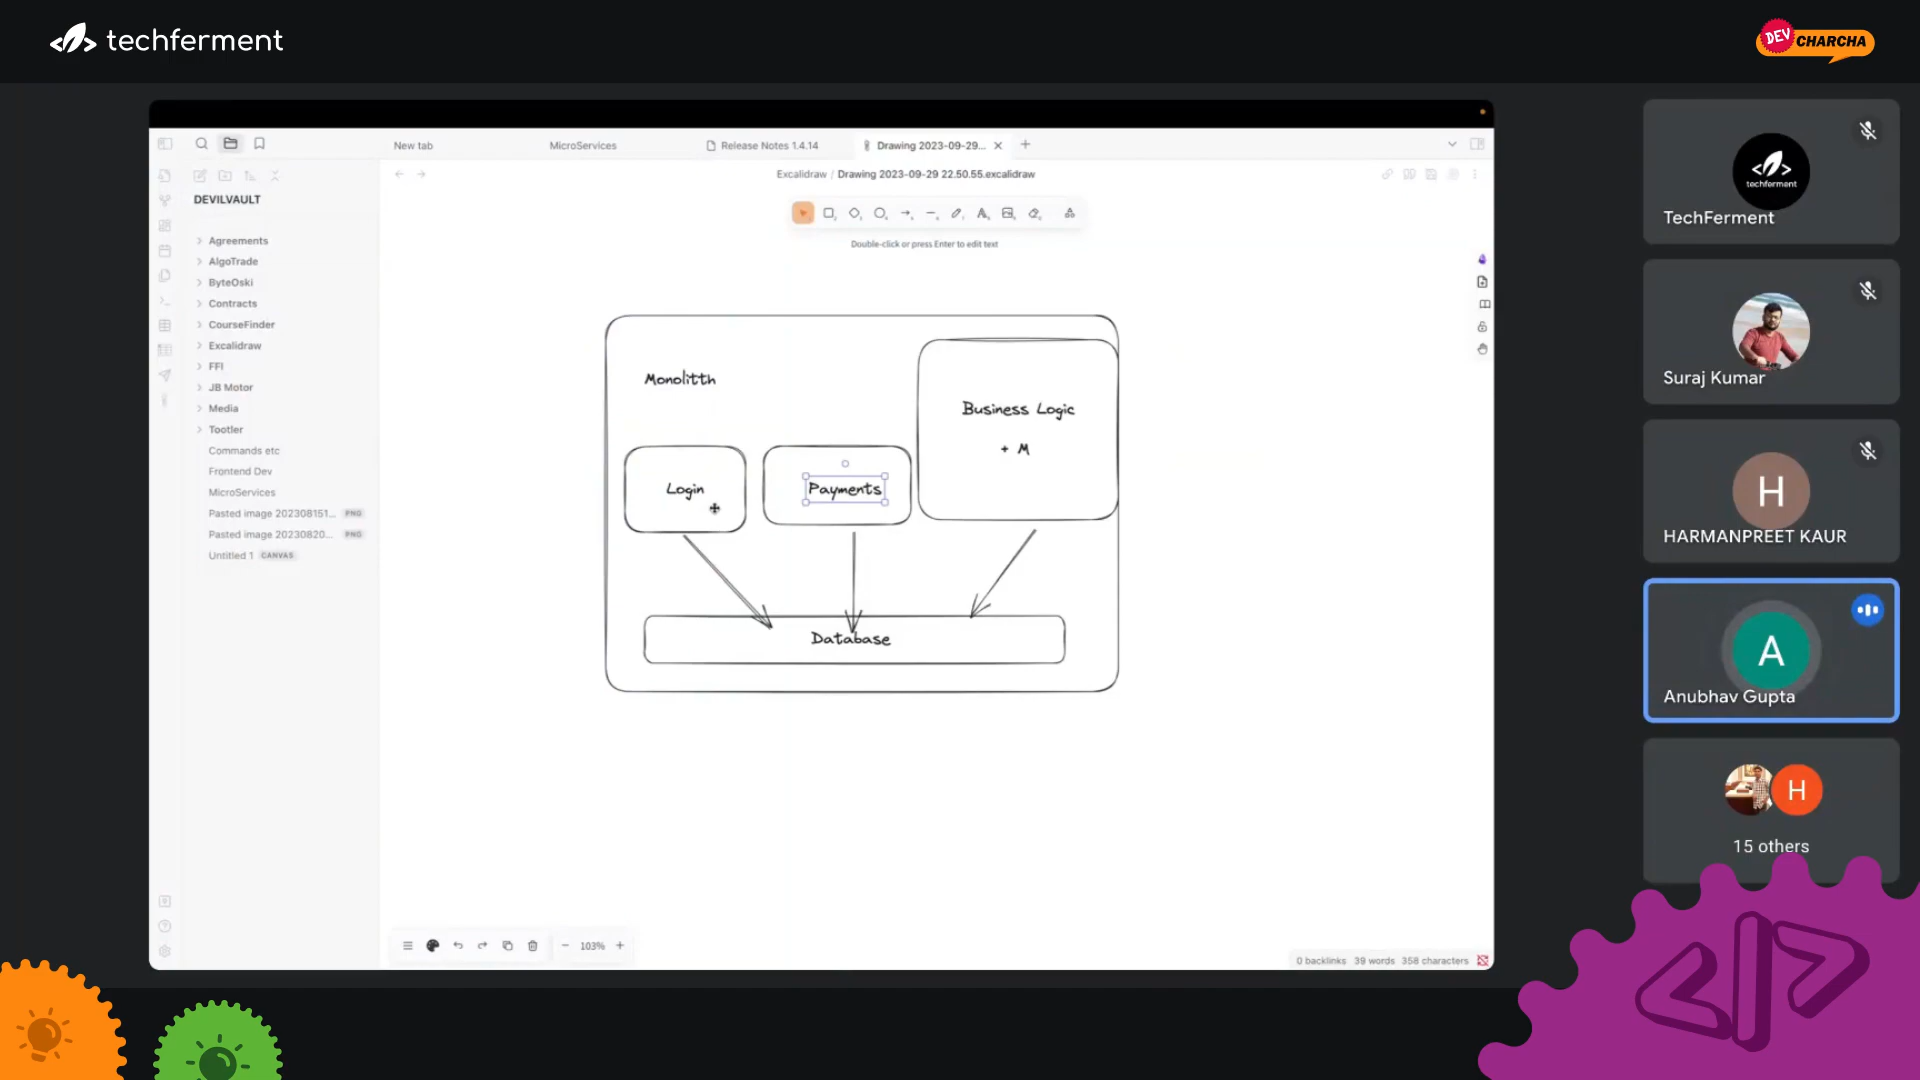 techferment
DEV CHARCHA
New tab
MicroServices
Release Notes 1.4.14
Drawing 2023-09-29...
Excalidraw / Drawing 2023-09-29 22.50.55.excalidraw
DEVILVAULT
Agreements
AlgoTrade
ByteOski
Contracts
CourseFinder
Excalidraw
FFI
JB Motor
Media
Tootler
Commands etc
Frontend Dev
MicroServices
Pasted image 202308151... PNG
Pasted image 20230820... PNG
Untitled 1 CANVAS
Double-click or press Enter to edit text
Monolitth
Business Logic
+ M
Login
Payments
Database
103%
0 backlinks 39 words 358 characters
techferment
TechFerment
Suraj Kumar
H
HARMANPREET KAUR
A
Anubhav Gupta
H
15 others